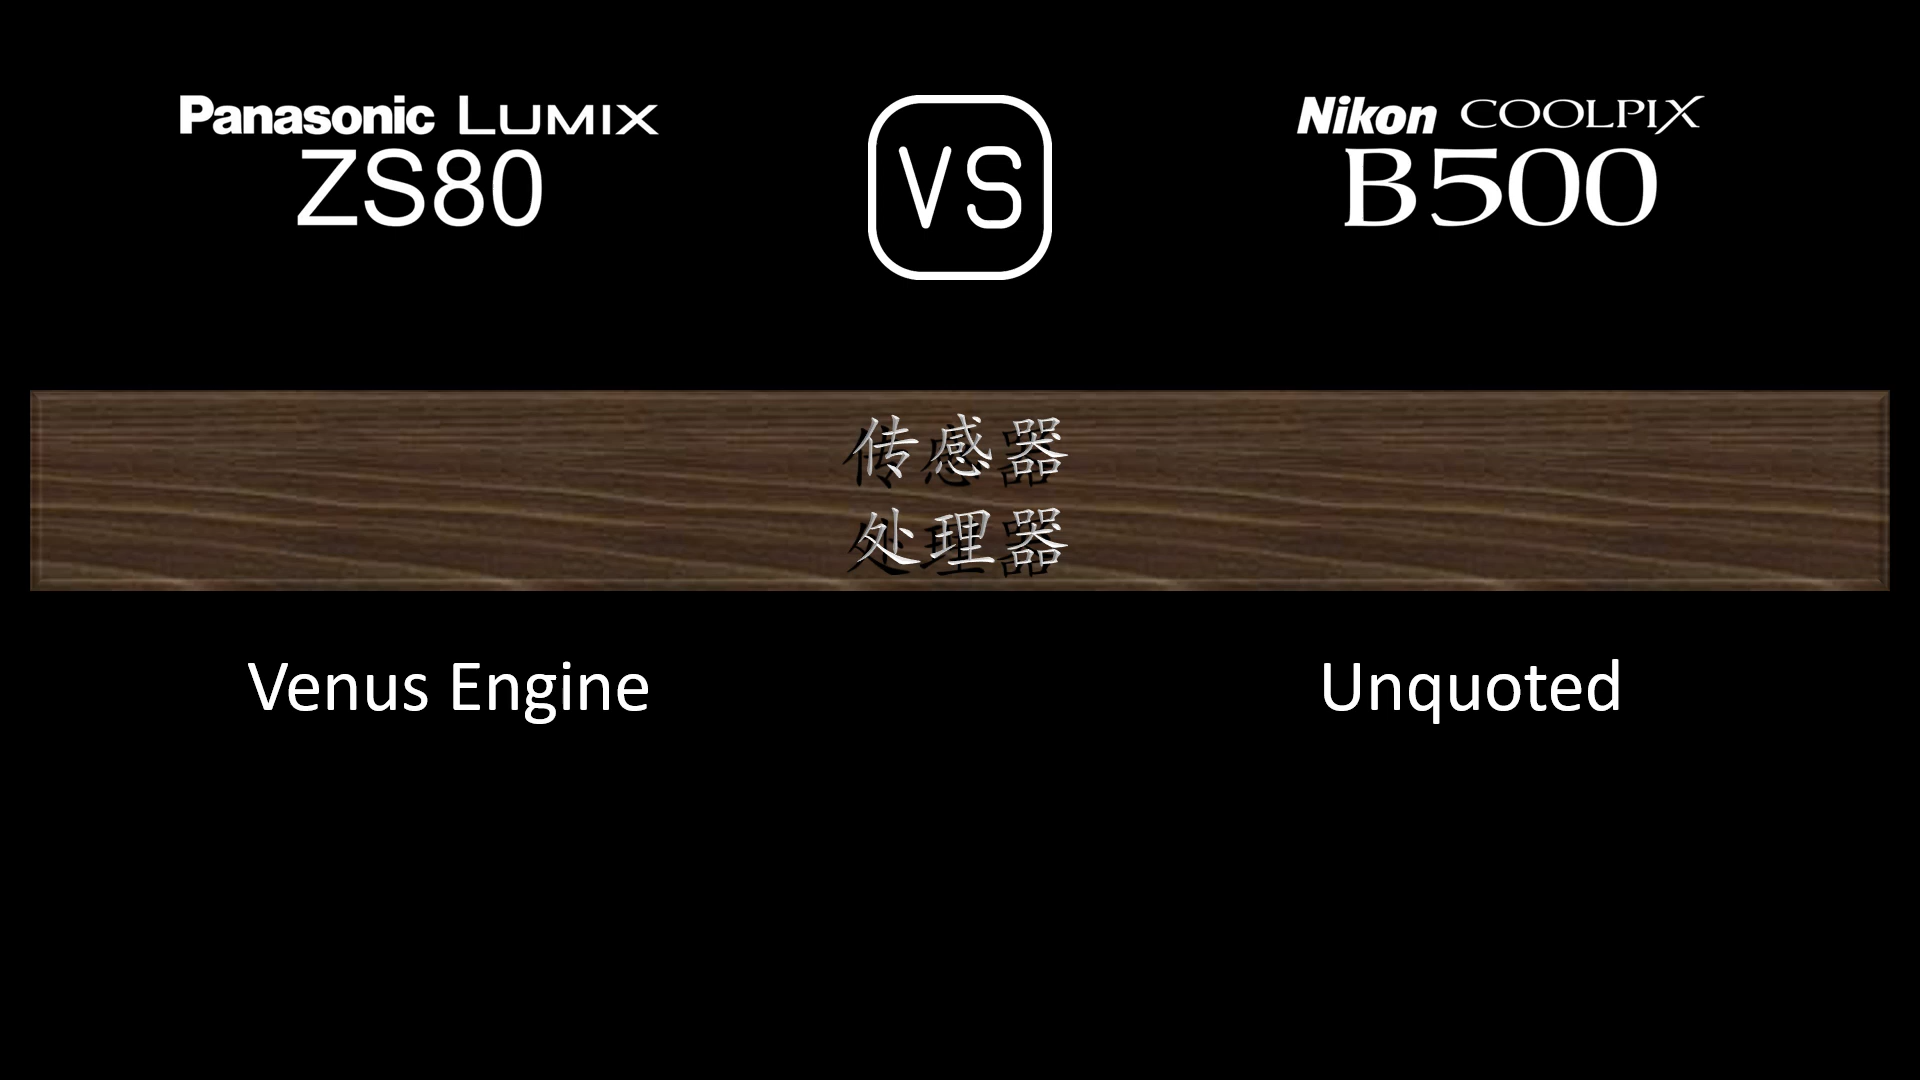 Panasonic LUMIX
ZS80
VS
Nikon COOLPIX
B500
传感器
处理器
Venus Engine
Unquoted